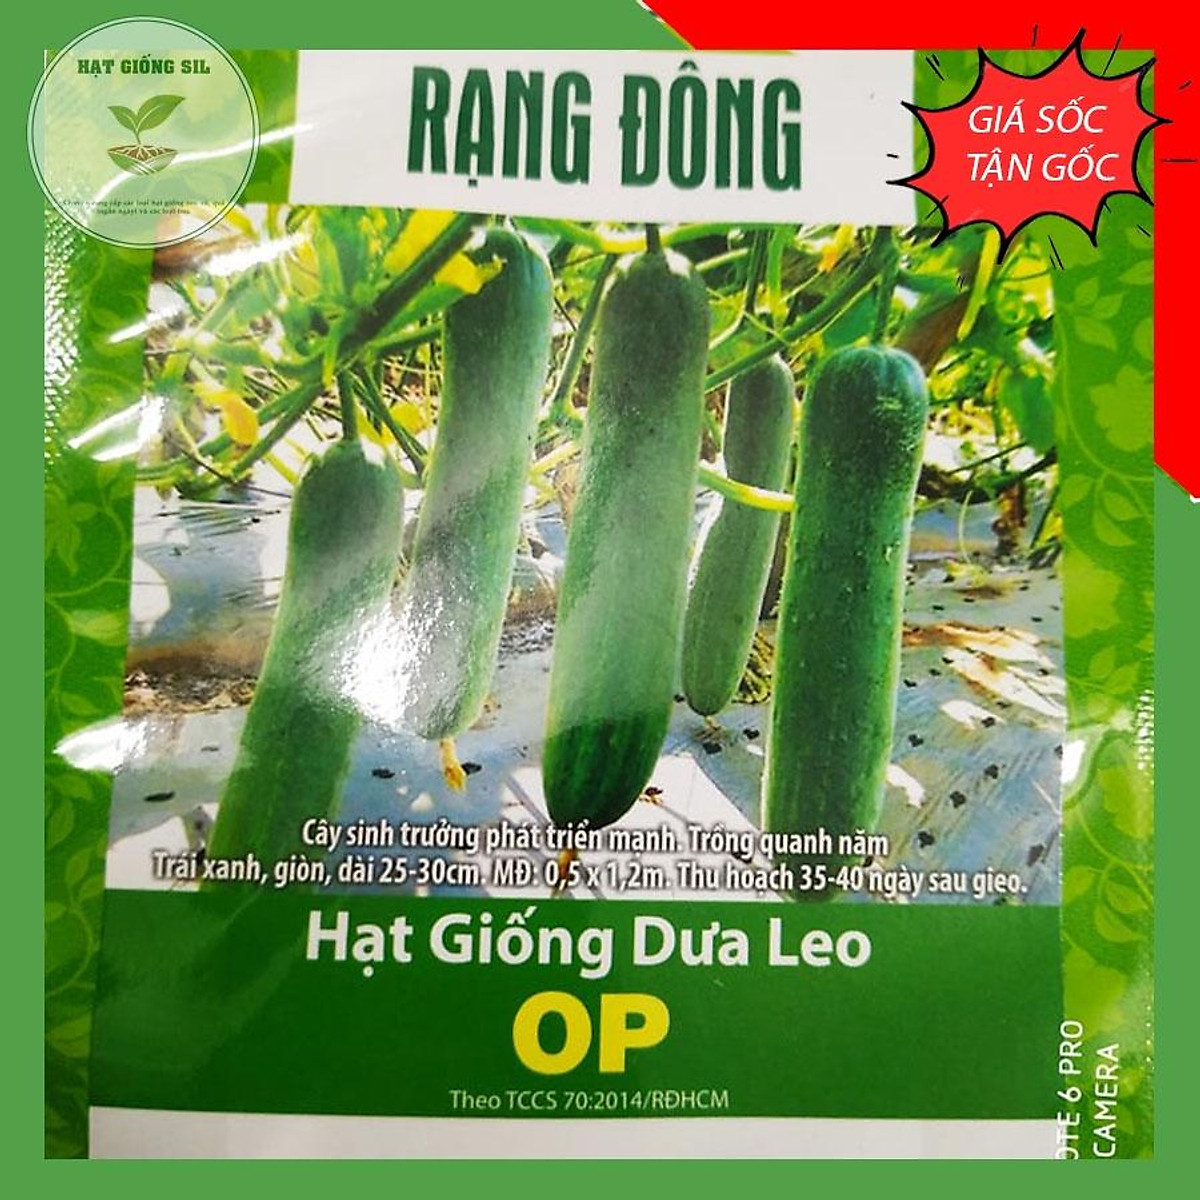 HẠT GIỐNG SIL
RẠNG ĐÔNG
GIÁ SỐC
TẬN GỐC
Cây sinh trưởng phát triển mạnh. Trồng quanh năm
Trái xanh, giòn, dài 25-30cm. MĐ: 0,5 x 1,2m. Thu hoạch 35-40 ngày sau gieo.
Hạt Giống Dưa Leo
OP
Theo TCCS 70:2014/RĐHCM
OTE 6 PRO
CAMERA